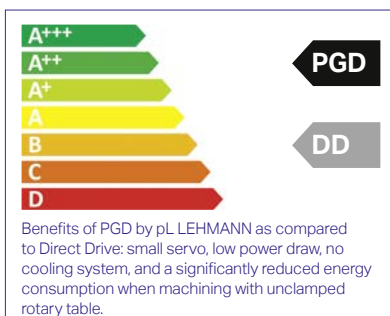 A+++
A++
PGD
A+
A
B
DD
C
D
Benefits of PGD by pL LEHMANN as compared
to Direct Drive: small servo, low power draw, no
cooling system, and a significantly reduced energy
consumption when machining with unclamped
rotary table.